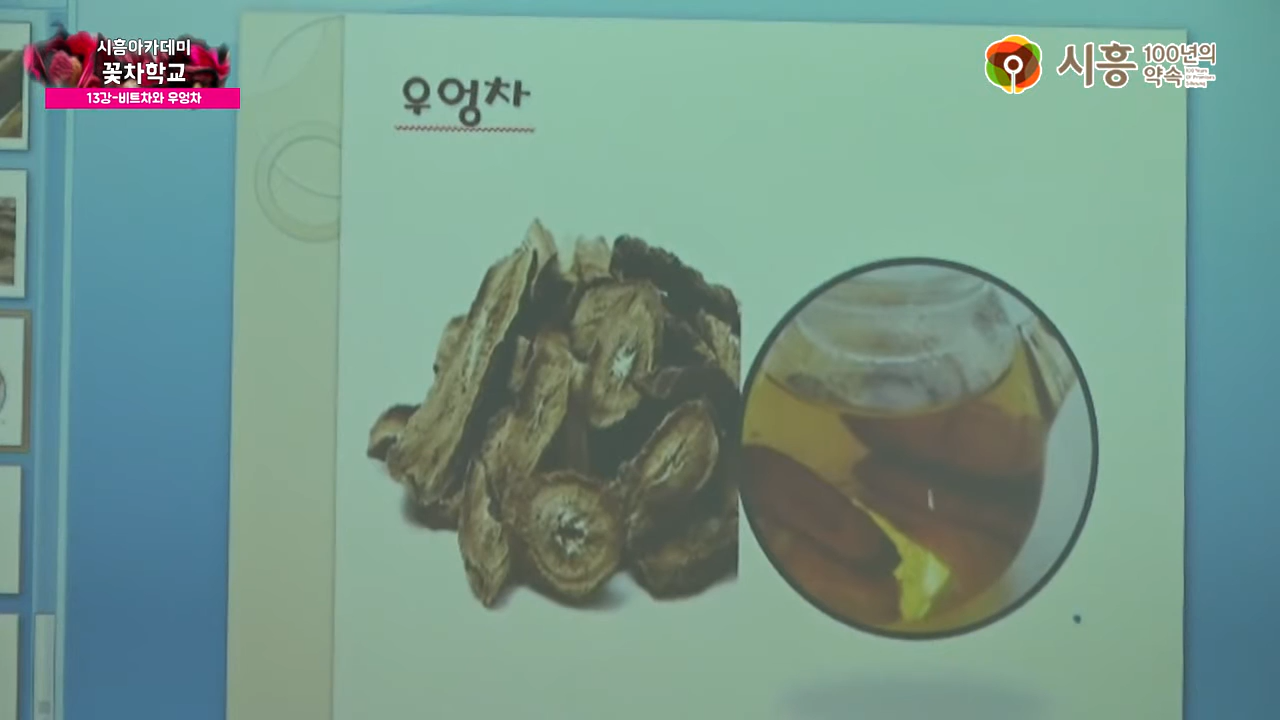 시흥아카데미
꽃차학교
13강-비트차와 우엉차
우엉차
시흥
100년의
약속